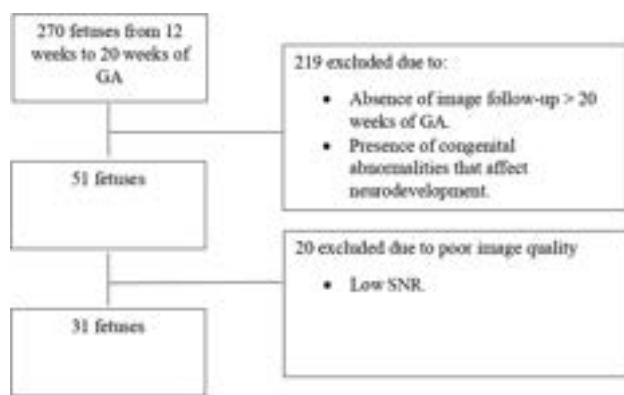 270 fetuses from 12
weeks to 20 weeks of
GA
219 excluded due to:
• Absence of image follow-up > 20
weeks of GA.
• Presence of congenital
abnormalities that affect
neurodevelopment.
51 fetuses
20 excluded due to poor image quality
• Low SNR.
31 fetuses